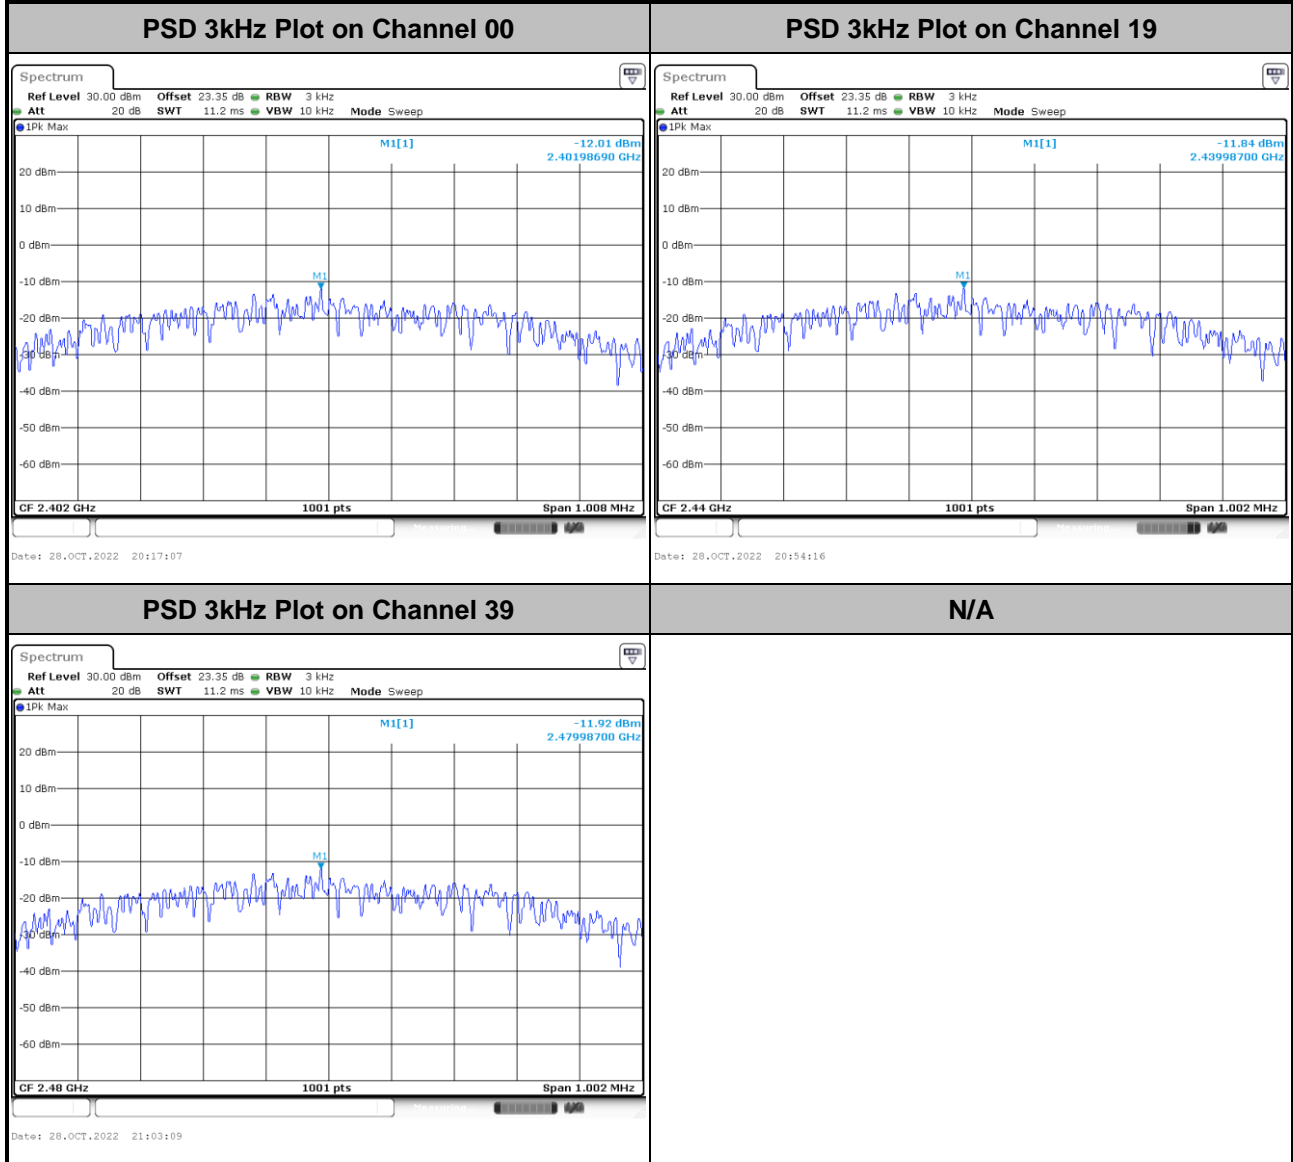 PSD 3kHz Plot on Channel 00
Spectrum
Ref Level 30.00 dBm Offset 23.35 dB RBW 3 kHz
Att 20 dB SWT 11.2 ms VBW 10 kHz Mode Sweep
1Pk Max
M1[1] -12.01 dBm
2.40198690 GHz
20 dBm
10 dBm
0 dBm
M1
-10 dBm
-20 dBm
-30 dBm
-40 dBm
-50 dBm
-60 dBm
CF 2.402 GHz 1001 pts Span 1.008 MHz
Measuring
Date: 28.OCT.2022 20:17:07
PSD 3kHz Plot on Channel 19
Spectrum
Ref Level 30.00 dBm Offset 23.35 dB RBW 3 kHz
Att 20 dB SWT 11.2 ms VBW 10 kHz Mode Sweep
1Pk Max
M1[1] -11.84 dBm
2.43998700 GHz
20 dBm
10 dBm
0 dBm
M1
-10 dBm
-20 dBm
-30 dBm
-40 dBm
-50 dBm
-60 dBm
CF 2.44 GHz 1001 pts Span 1.002 MHz
Measuring
Date: 28.OCT.2022 20:54:16
PSD 3kHz Plot on Channel 39
Spectrum
Ref Level 30.00 dBm Offset 23.35 dB RBW 3 kHz
Att 20 dB SWT 11.2 ms VBW 10 kHz Mode Sweep
1Pk Max
M1[1] -11.92 dBm
2.47998700 GHz
20 dBm
10 dBm
0 dBm
M1
-10 dBm
-20 dBm
-30 dBm
-40 dBm
-50 dBm
-60 dBm
CF 2.48 GHz 1001 pts Span 1.002 MHz
Measuring
Date: 28.OCT.2022 21:03:09
N/A